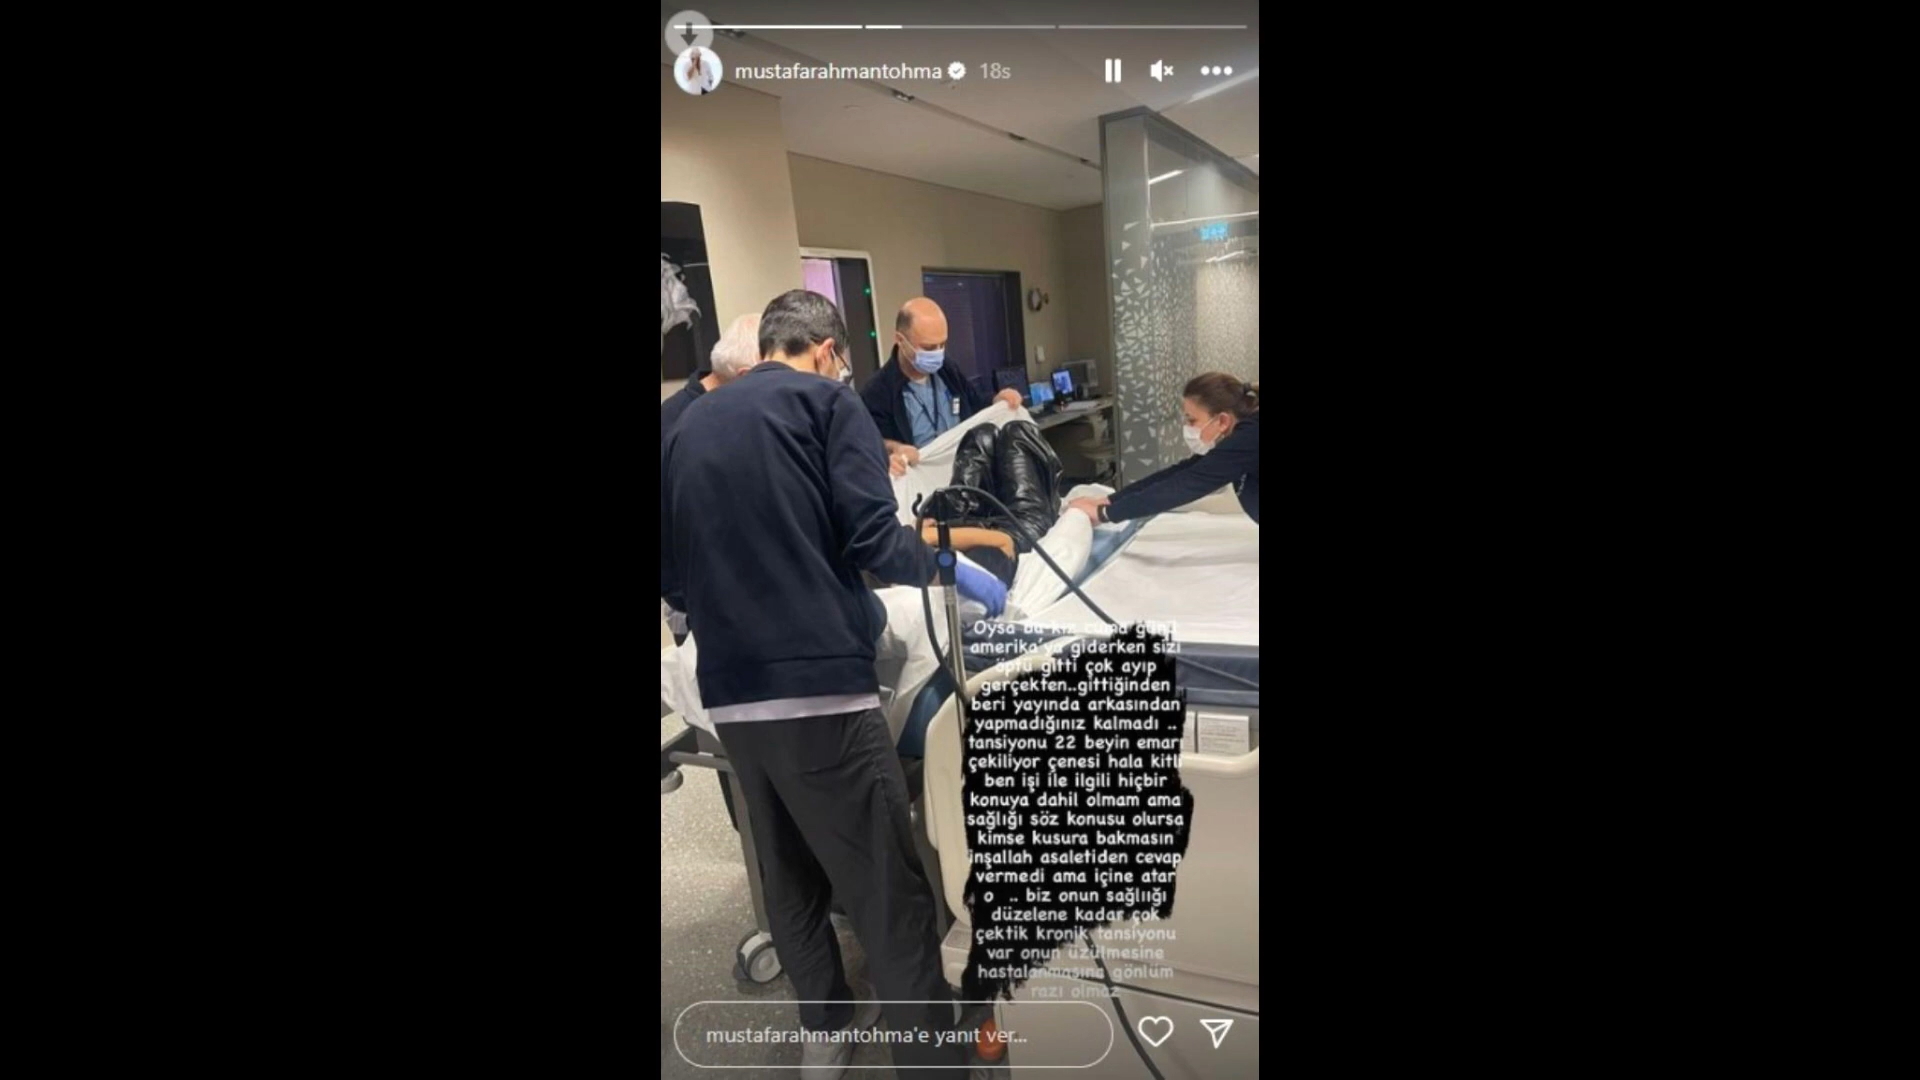 mustafarahmantohma 18s
Oysa bu kız cuma günü
amerika'ya giderken sizi
öptü gitti çok ayıp
gerçekten..gittiğinden
beri yayında arkasından
yapmadığınız kalmadı ..
tansiyonu 22 beyin emarı
çekiliyor çenesi hala kitli
ben işi ile ilgili hiçbir
konuya dahil olmam ama
sağlığı söz konusu olursa
kimse kusura bakmasın
inşallah asaletiden cevap
vermedi ama içine atar
o .. biz onun sağlıığı
düzelene kadar çok
çektik kronik tansiyonu
var onun üzülmesine
hastalanmasına gönlüm
razı olmaz
mustafarahmantohma'e yanıt ver...